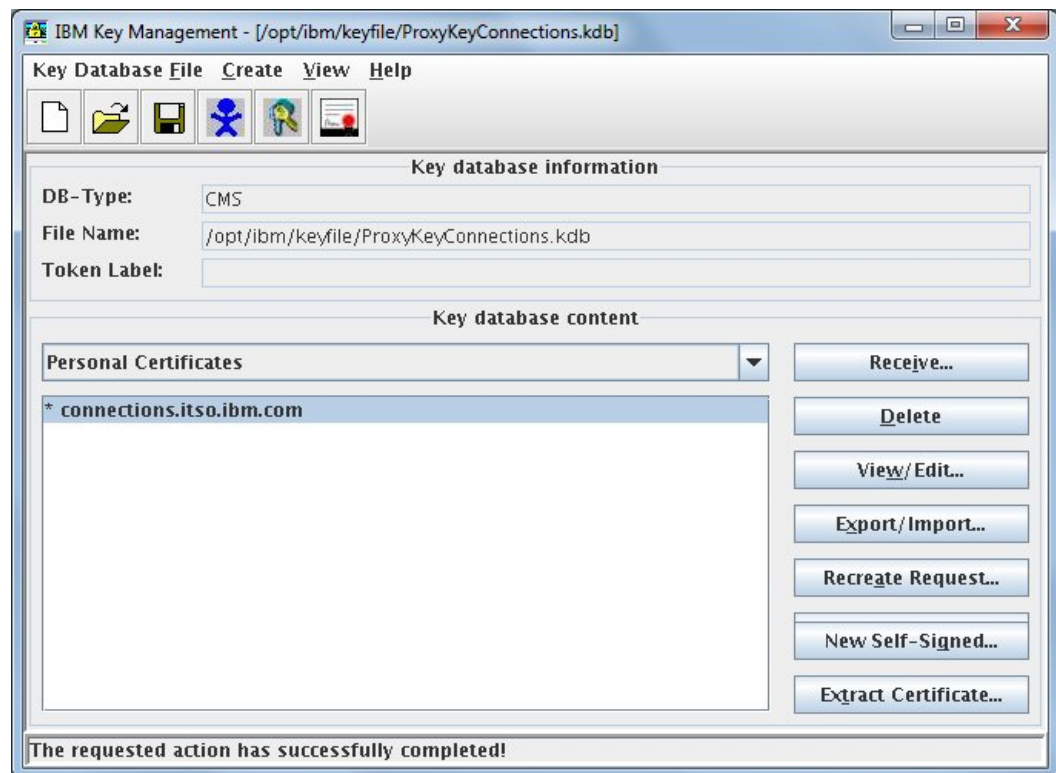 IBM Key Management - [/opt/ibm/keyfile/ProxyKeyConnections.kdb]
Key Database File Create View Help
Key database information
DB-Type: CMS
File Name: /opt/ibm/keyfile/ProxyKeyConnections.kdb
Token Label:
Key database content
Personal Certificates
* connections.itso.ibm.com
Receive...
Delete
View/Edit...
Export/Import...
Recreate Request...
New Self-Signed...
Extract Certificate...
The requested action has successfully completed!